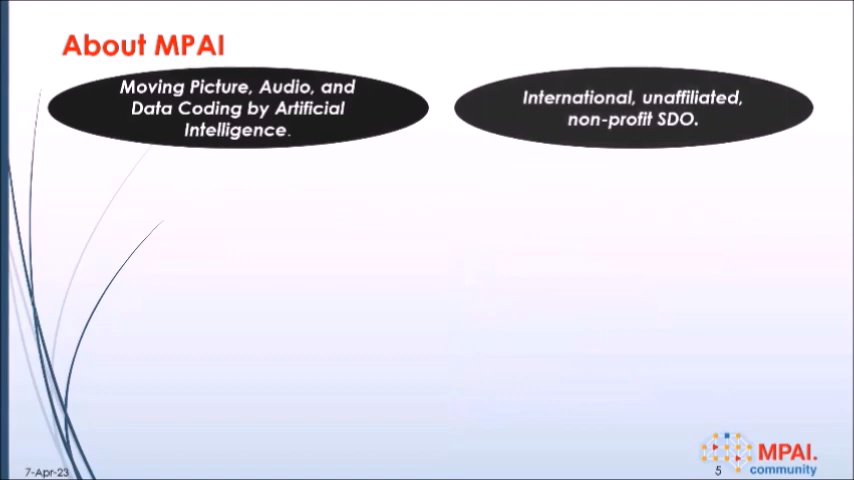 About MPAI
Moving Picture, Audio, and
Data Coding by Artificial
Intelligence.
International, unaffiliated,
non-profit SDO.
7-Apr-23
5
MPAI.
community